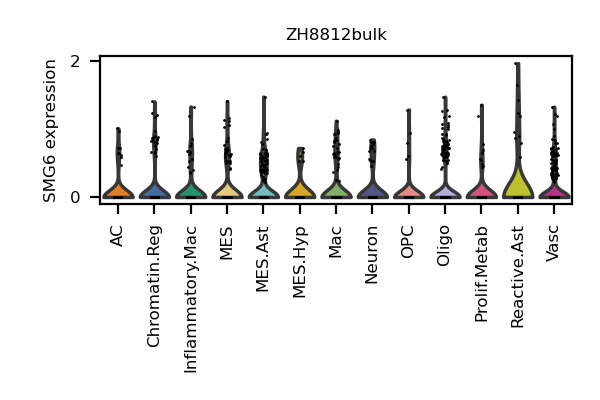 ZH8812bulk
SMG6 expression
2
0
AC
Chromatin.Reg
Inflammatory.Mac
MES
MES.Ast
MES.Hyp
Mac
Neuron
OPC
Oligo
Prolif.Metab
Reactive.Ast
Vasc